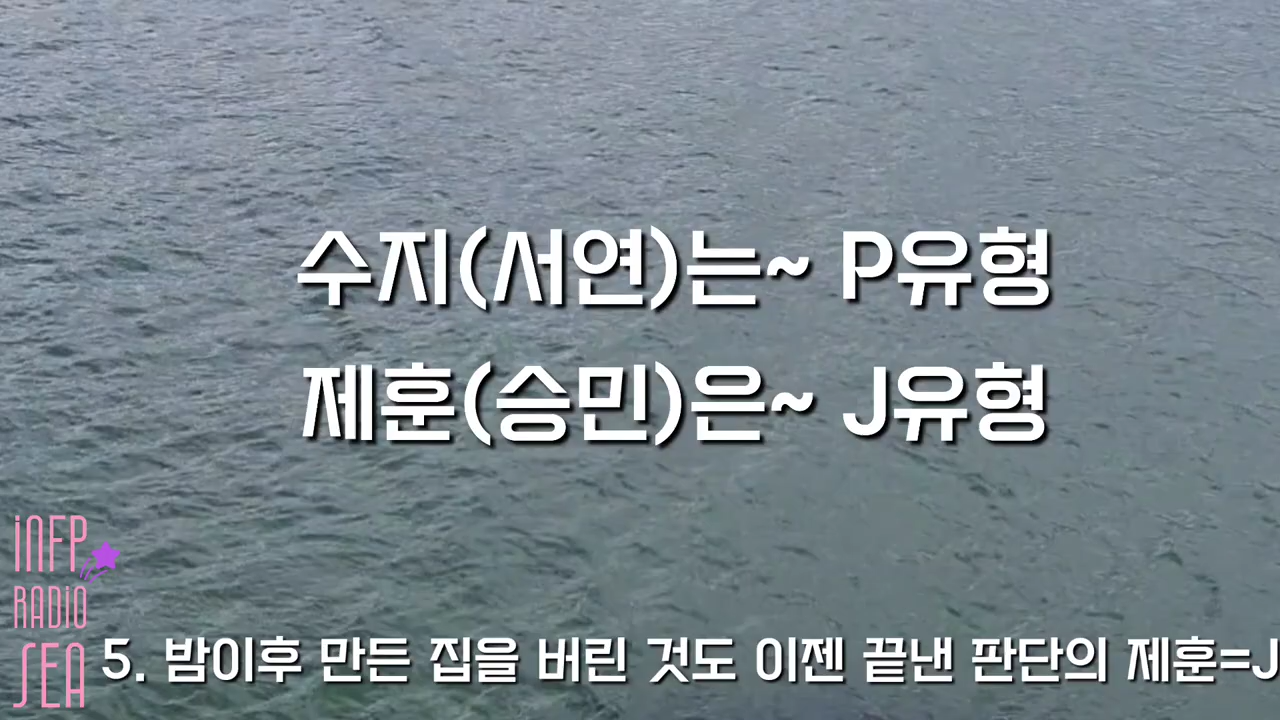 수지(서연)는~ P유형
제훈(승민)은~ J유형
iNFP
RADiO
SEA
5. 밤이후 만든 집을 버린 것도 이젠 끝낸 판단의 제훈=J